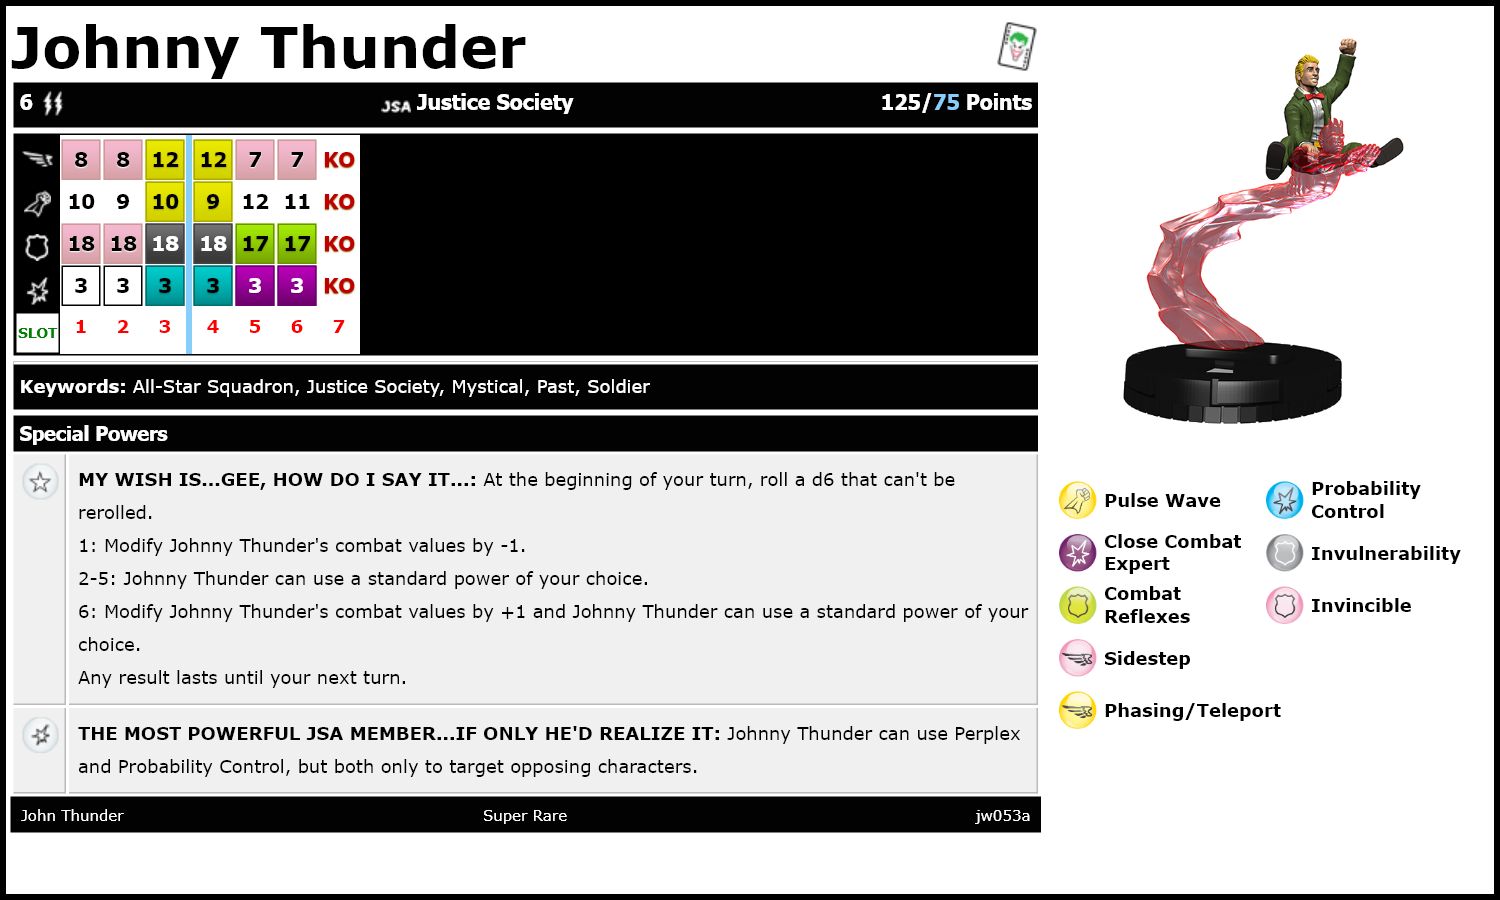 Johnny Thunder
6 JSA Justice Society 125/75 Points
8 8 12 12 7 7 KO
10 9 10 9 12 11 KO
18 18 18 18 17 17 KO
3 3 3 3 3 3 KO
SLOT 1 2 3 4 5 6 7
Keywords: All-Star Squadron, Justice Society, Mystical, Past, Soldier
Special Powers
MY WISH IS...GEE, HOW DO I SAY IT...: At the beginning of your turn, roll a d6 that can't be
rerolled.
1: Modify Johnny Thunder's combat values by -1.
2-5: Johnny Thunder can use a standard power of your choice.
6: Modify Johnny Thunder's combat values by +1 and Johnny Thunder can use a standard power of your
choice.
Any result lasts until your next turn.
THE MOST POWERFUL JSA MEMBER...IF ONLY HE'D REALIZE IT: Johnny Thunder can use Perplex
and Probability Control, but both only to target opposing characters.
John Thunder Super Rare jw053a
Pulse Wave
Close Combat
Expert
Combat
Reflexes
Sidestep
Phasing/Teleport
Probability
Control
Invulnerability
Invincible